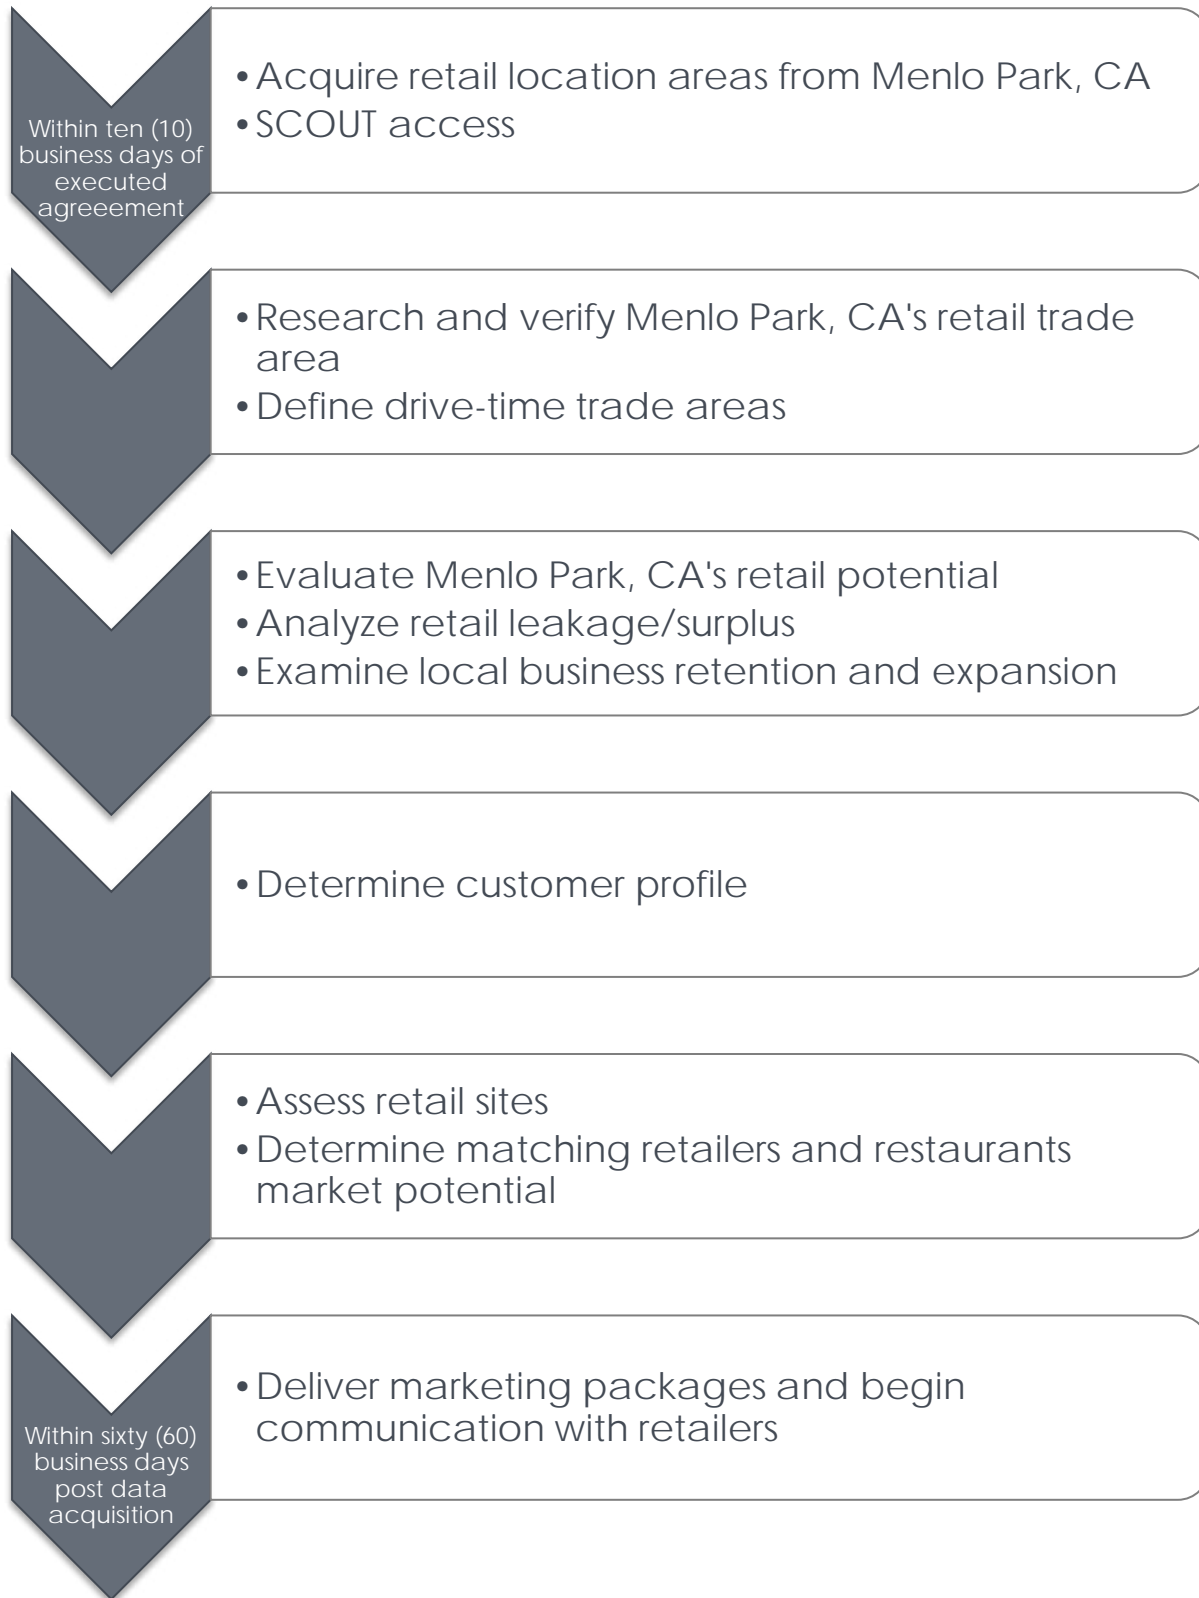 • Acquire retail location areas from Menlo Park, CA
• SCOUT access
Within ten (10)
business days of
executed
agreeement
• Research and verify Menlo Park, CA's retail trade
area
• Define drive-time trade areas
• Evaluate Menlo Park, CA's retail potential
• Analyze retail leakage/surplus
• Examine local business retention and expansion
• Determine customer profile
• Assess retail sites
• Determine matching retailers and restaurants
market potential
• Deliver marketing packages and begin
communication with retailers
Within sixty (60)
business days
post data
acquisition